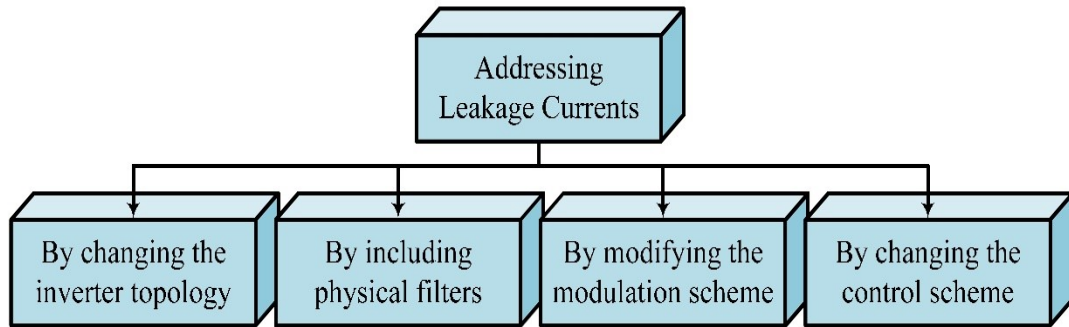 Addressing
Leakage Currents
By changing the
inverter topology
By including
physical filters
By modifying the
modulation scheme
By changing the
control scheme